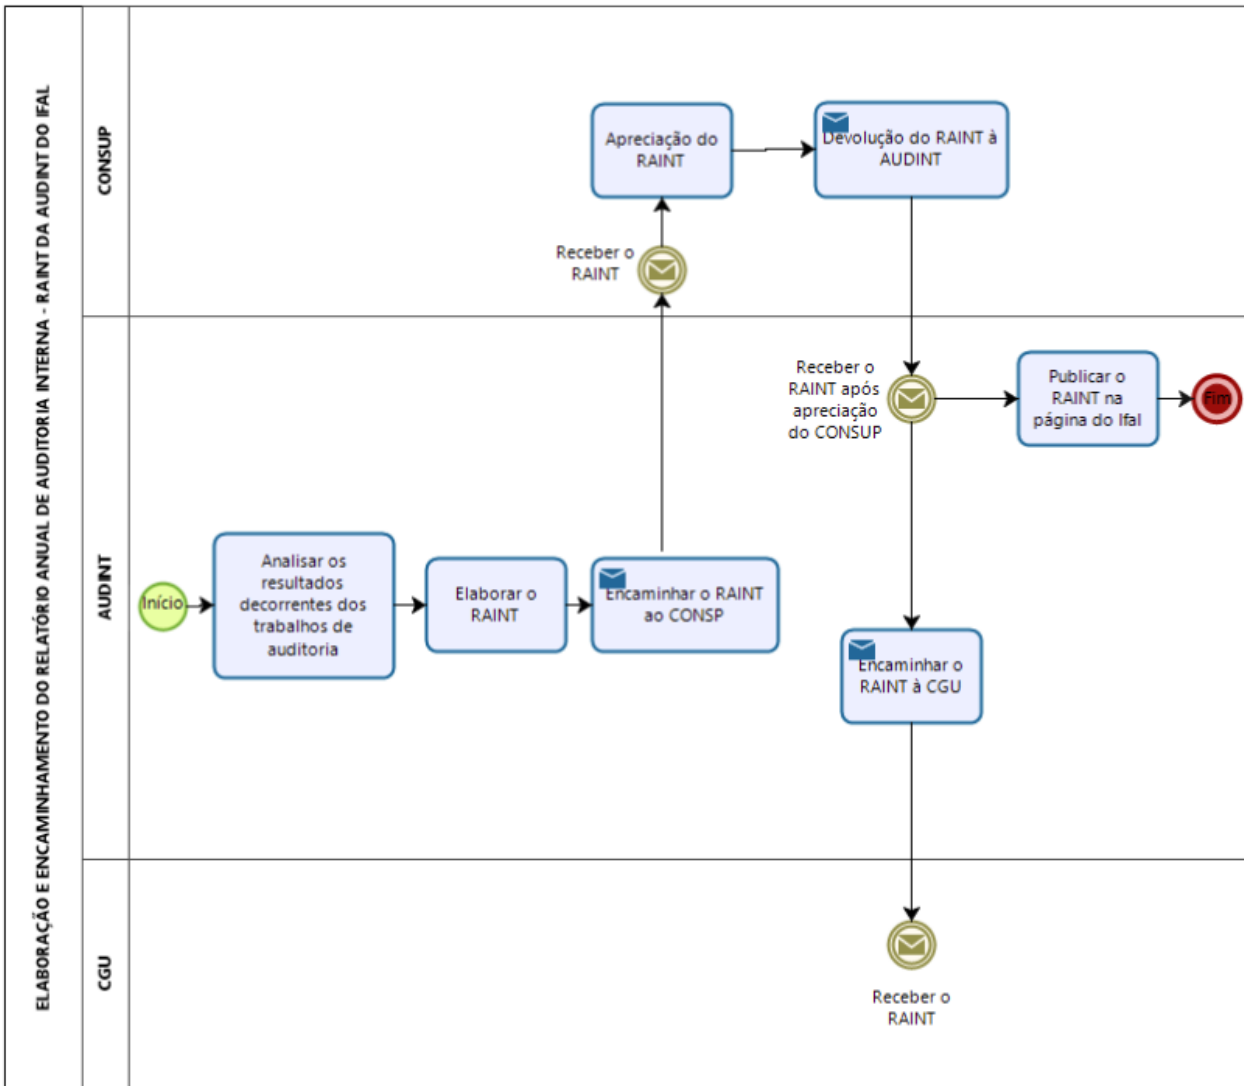 ELABORAÇÃO E ENCAMINHAMENTO DO RELATÓRIO ANUAL DE AUDITORIA INTERNA - RAINT DA AUDINT DO IFAL
CONSUP
Apreciação do
RAINT
Devolução do RAINT à
AUDINT
Receber o
RAINT
AUDINT
Receber o
RAINT após
apreciação
do CONSUP
Publicar o
RAINT na
página do Ifal
Fim
Início
Analisar os
resultados
decorrentes dos
trabalhos de
auditoria
Elaborar o
RAINT
Encaminhar o RAINT
ao CONSP
Encaminhar o
RAINT à CGU
CGU
Receber o
RAINT